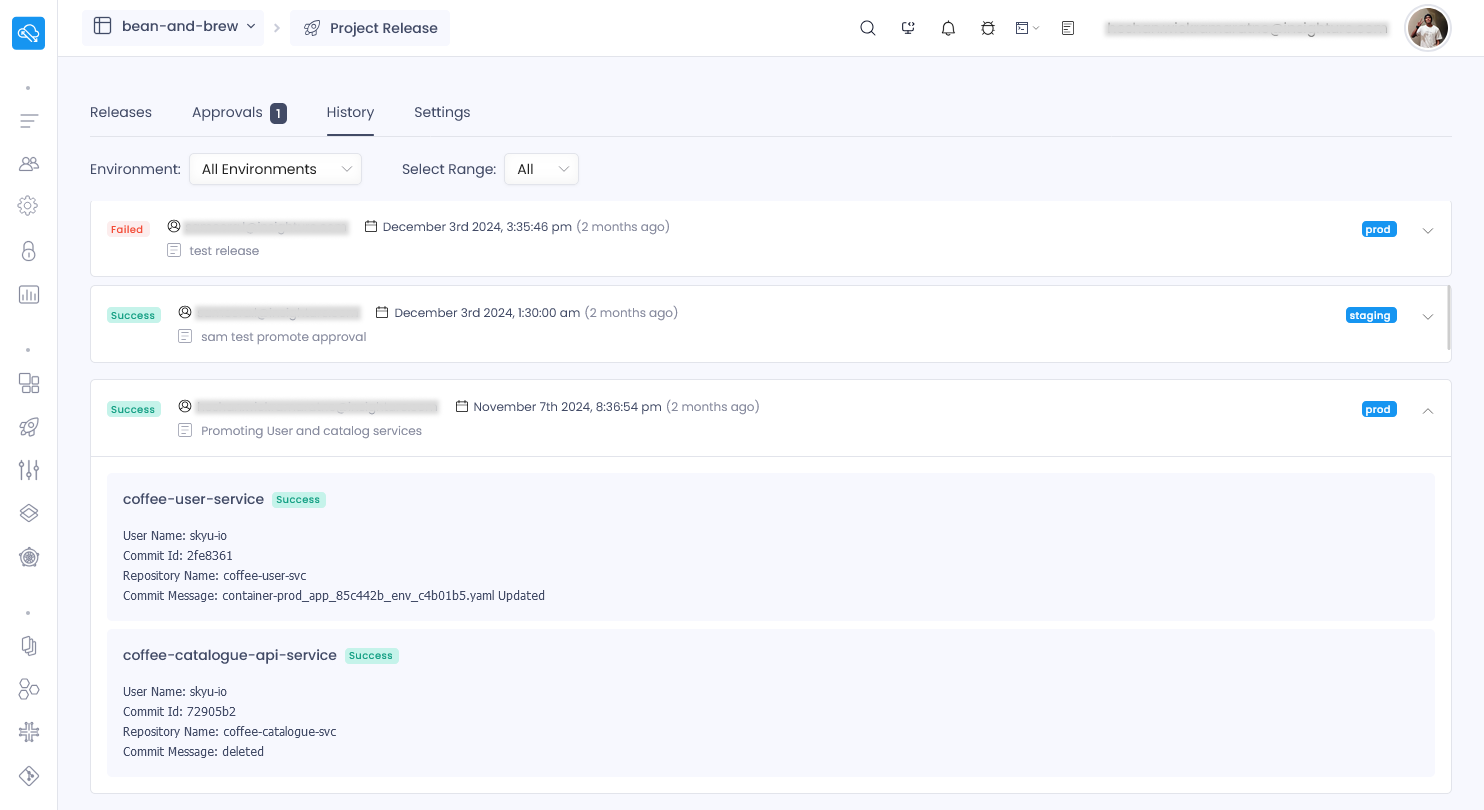 bean-and-brew
Project Release
Releases
Approvals 1
History
Settings
Environment: All Environments
Select Range: All
Failed
December 3rd 2024, 3:35:46 pm (2 months ago)
prod
test release
Success
December 3rd 2024, 1:30:00 am (2 months ago)
staging
sam test promote approval
Success
November 7th 2024, 8:36:54 pm (2 months ago)
prod
Promoting User and catalog services
coffee-user-service Success
User Name: skyu-io
Commit Id: 2fe8361
Repository Name: coffee-user-svc
Commit Message: container-prod_app_85c442b_env_c4b01b5.yaml Updated
coffee-catalogue-api-service Success
User Name: skyu-io
Commit Id: 72905b2
Repository Name: coffee-catalogue-svc
Commit Message: deleted